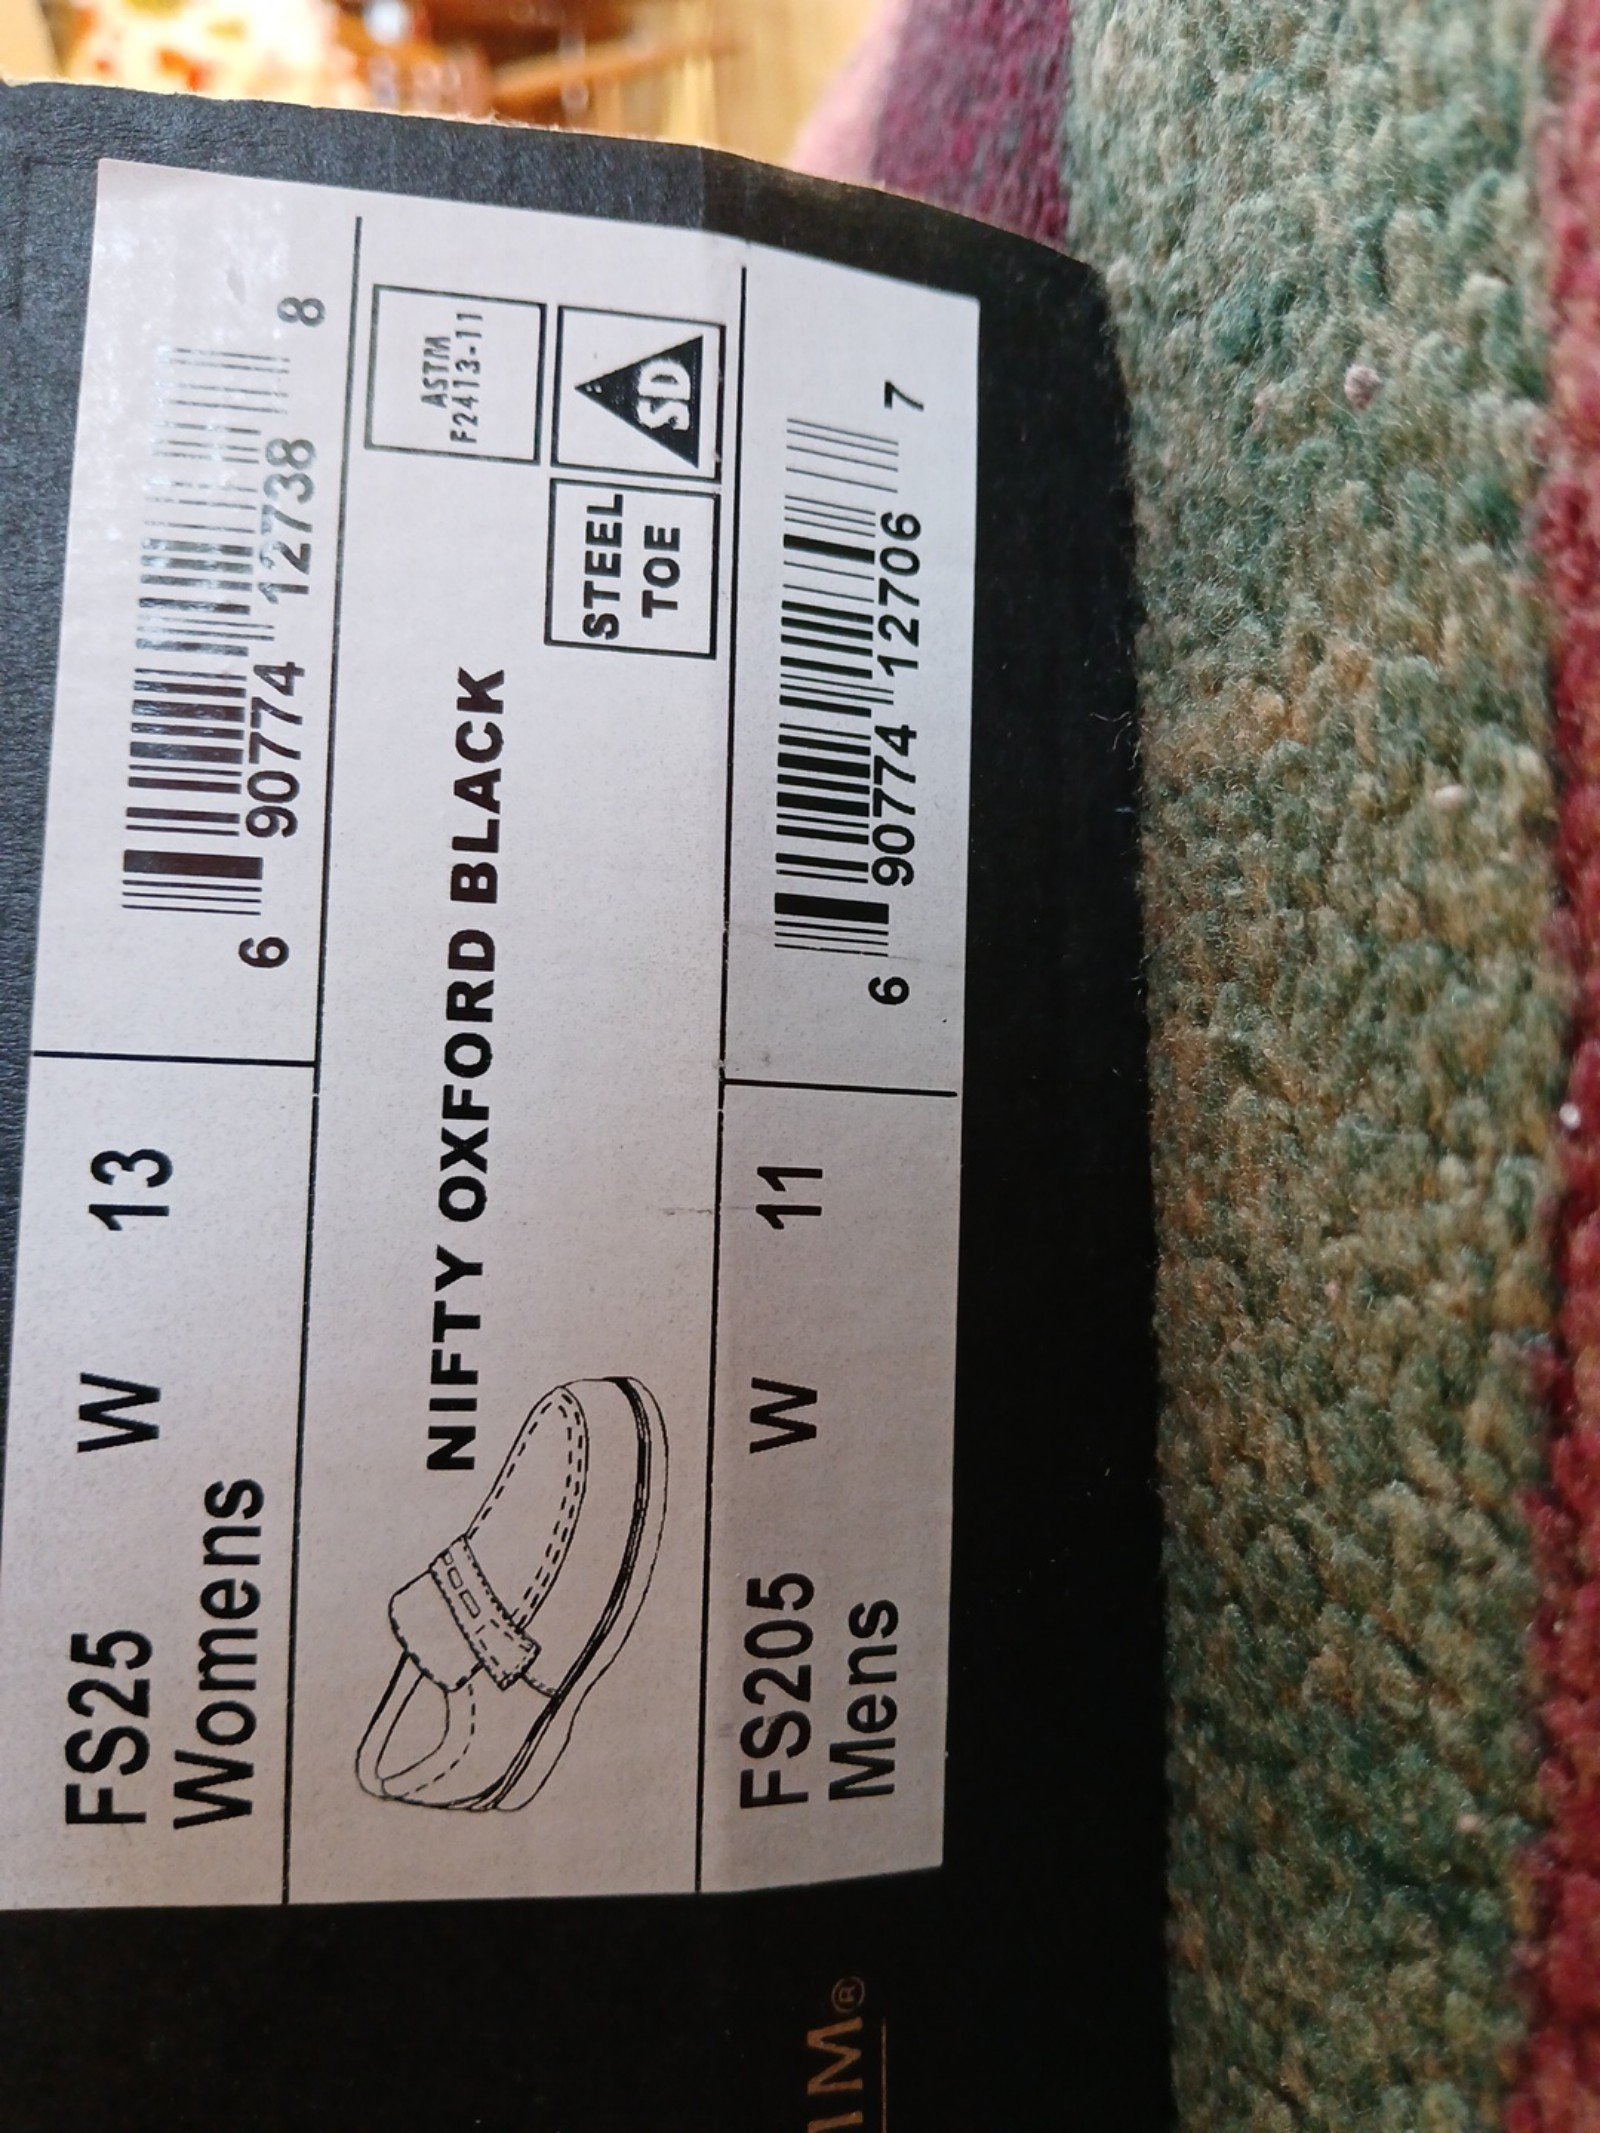 FS25 W 13
Womens
6 90774 12738 8
NIFTY OXFORD BLACK
ASTM
F2413-11
STEEL
TOE
SD
FS205 W 11
Mens
6 90774 12706 7
IM®